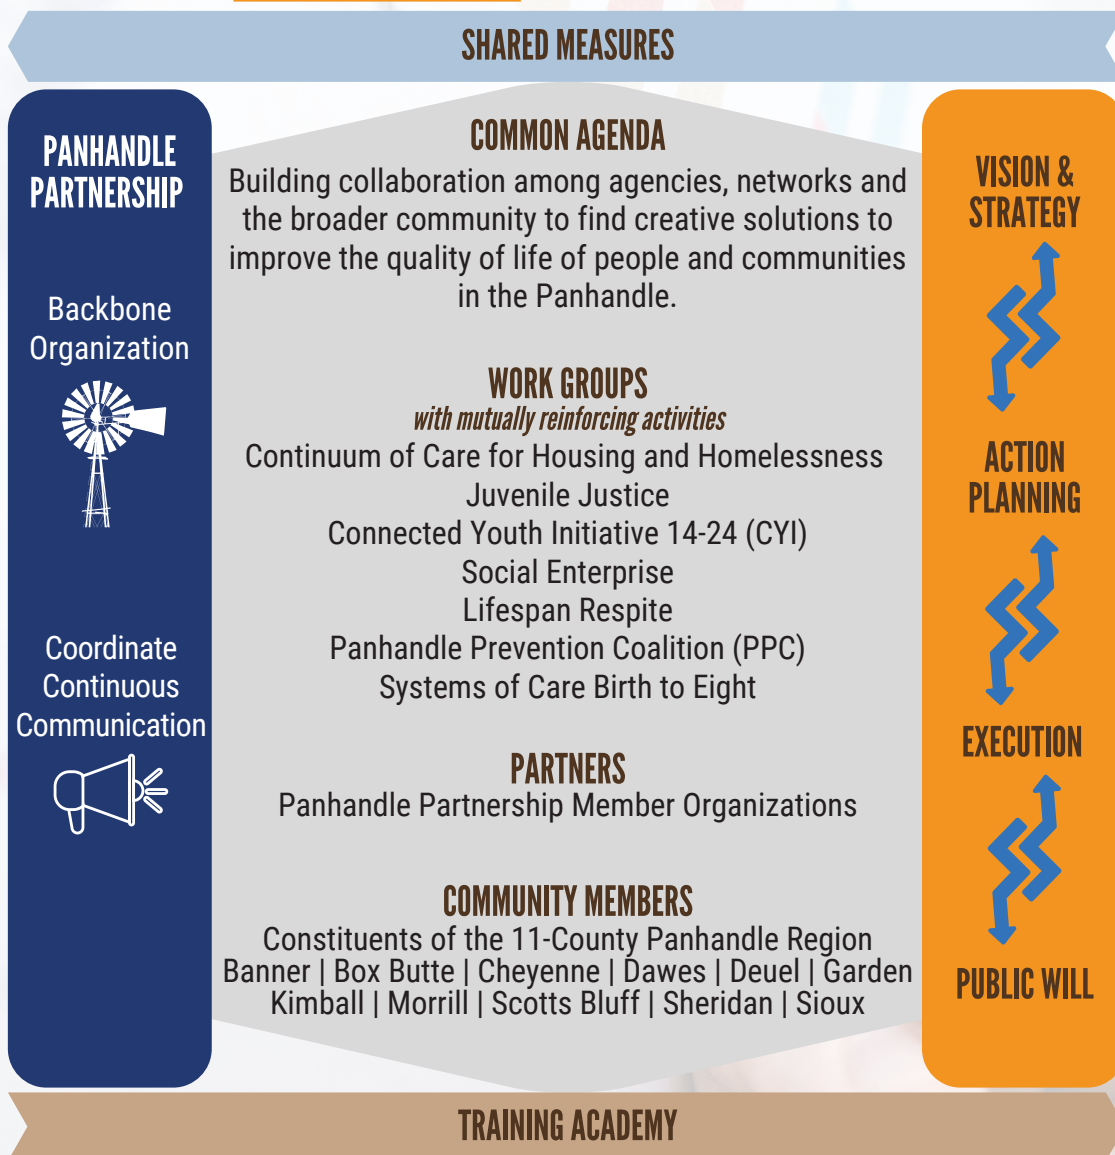 SHARED MEASURES
PANHANDLE
PARTNERSHIP
Backbone
Organization
Coordinate
Continuous
Communication
COMMON AGENDA
Building collaboration among agencies, networks and
the broader community to find creative solutions to
improve the quality of life of people and communities
in the Panhandle.
WORK GROUPS
with mutually reinforcing activities
Continuum of Care for Housing and Homelessness
Juvenile Justice
Connected Youth Initiative 14-24 (CYI)
Social Enterprise
Lifespan Respite
Panhandle Prevention Coalition (PPC)
Systems of Care Birth to Eight
PARTNERS
Panhandle Partnership Member Organizations
COMMUNITY MEMBERS
Constituents of the 11-County Panhandle Region
Banner | Box Butte | Cheyenne | Dawes | Deuel | Garden
Kimball | Morrill | Scotts Bluff | Sheridan | Sioux
VISION &
STRATEGY
ACTION
PLANNING
EXECUTION
PUBLIC WILL
TRAINING ACADEMY